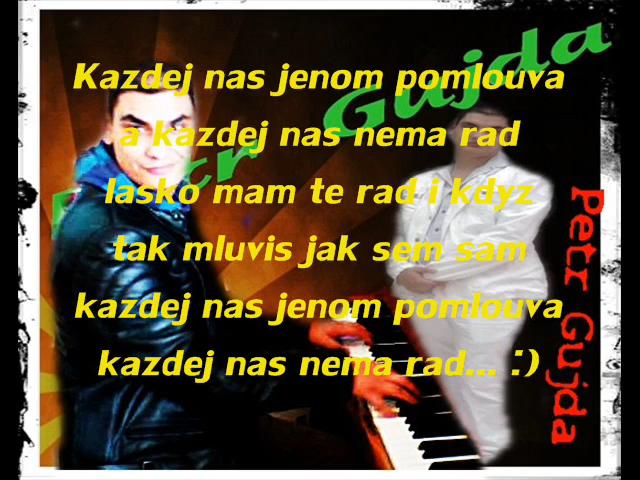 Petr Gujda
Kazdej nas jenom pomlouva
a kazdej nas nema rad
lasko mam te rad i kdyz
tak mluvis jak sem sam
kazdej nas jenom pomlouva
kazdej nas nema rad... :)
Petr Gujda